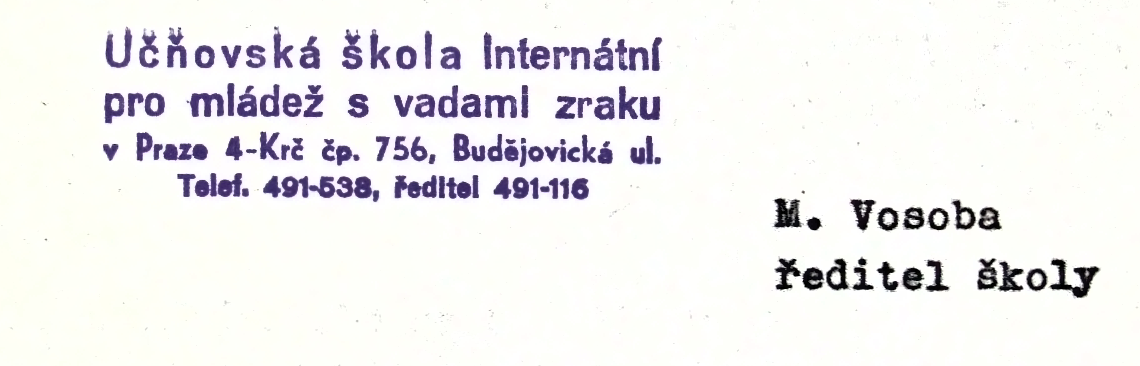 Učňovská škola Internátní
pro mládež s vadami zraku
v Praze 4-Krč čp. 756, Budějovická ul.
Telef. 491-538, ředitel 491-116
M. Vosoba
ředitel školy